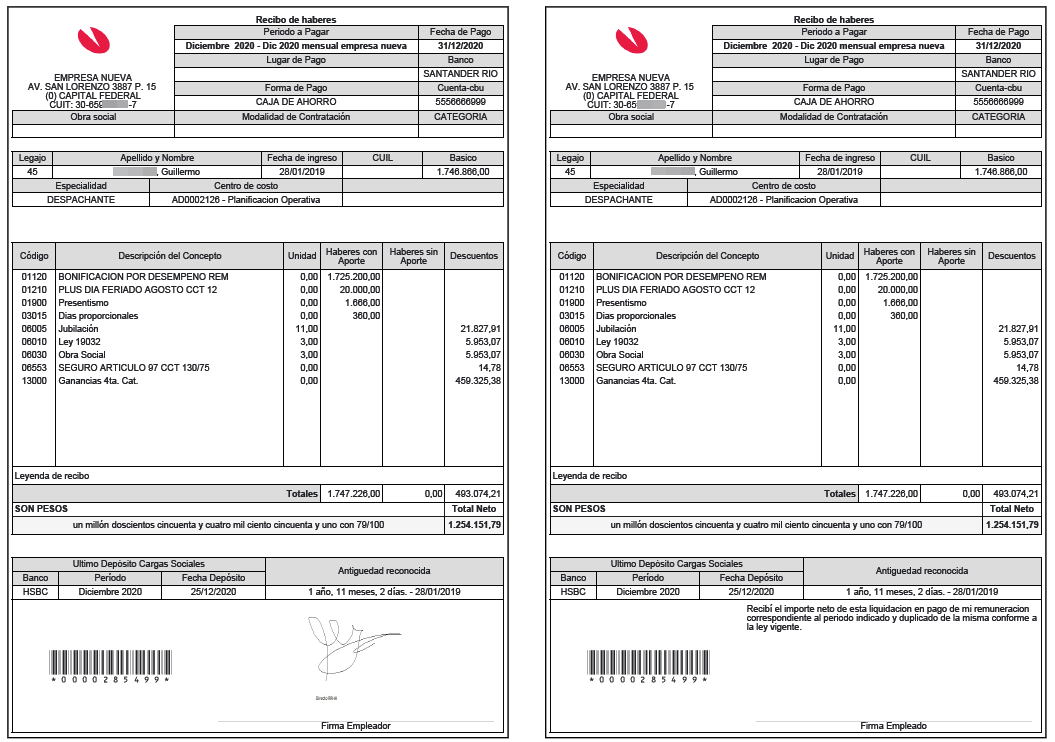 Recibo de haberes
Periodo a Pagar Fecha de Pago
Diciembre 2020 - Dic 2020 mensual empresa nueva 31/12/2020
Lugar de Pago Banco
SANTANDER RIO
EMPRESA NUEVA
AV. SAN LORENZO 3887 P. 15
(0) CAPITAL FEDERAL
CUIT: 30-659 -7
Forma de Pago Cuenta-cbu
CAJA DE AHORRO 5556666999
Obra social Modalidad de Contratación CATEGORIA
Legajo Apellido y Nombre Fecha de ingreso CUIL Basico
45 , Guillermo 28/01/2019 1.746.866,00
Especialidad Centro de costo
DESPACHANTE AD0002126 - Planificacion Operativa
Código Descripción del Concepto Unidad Haberes con Aporte Haberes sin Aporte Descuentos
01120 BONIFICACION POR DESEMPENO REM 0,00 1.725.200,00
01210 PLUS DIA FERIADO AGOSTO CCT 12 0,00 20.000,00
01900 Presentismo 0,00 1.666,00
03015 Dias proporcionales 0,00 360,00
06005 Jubilación 11,00 21.827,91
06010 Ley 19032 3,00 5.953,07
06030 Obra Social 3,00 5.953,07
06553 SEGURO ARTICULO 97 CCT 130/75 0,00 14,78
13000 Ganancias 4ta. Cat. 0,00 459.325,38
Leyenda de recibo
Totales 1.747.226,00 0,00 493.074,21
SON PESOS Total Neto
un millón doscientos cincuenta y cuatro mil ciento cincuenta y uno con 79/100 1.254.151,79
Ultimo Depósito Cargas Sociales Antiguedad reconocida
Banco Período Fecha Depósito
HSBC Diciembre 2020 25/12/2020 1 año, 11 meses, 2 días. - 28/01/2019
*0000285499*
Firma Empleador
Recibo de haberes
Periodo a Pagar Fecha de Pago
Diciembre 2020 - Dic 2020 mensual empresa nueva 31/12/2020
Lugar de Pago Banco
SANTANDER RIO
EMPRESA NUEVA
AV. SAN LORENZO 3887 P. 15
(0) CAPITAL FEDERAL
CUIT: 30-65 -7
Forma de Pago Cuenta-cbu
CAJA DE AHORRO 5556666999
Obra social Modalidad de Contratación CATEGORIA
Legajo Apellido y Nombre Fecha de ingreso CUIL Basico
45 , Guillermo 28/01/2019 1.746.866,00
Especialidad Centro de costo
DESPACHANTE AD0002126 - Planificacion Operativa
Código Descripción del Concepto Unidad Haberes con Aporte Haberes sin Aporte Descuentos
01120 BONIFICACION POR DESEMPENO REM 0,00 1.725.200,00
01210 PLUS DIA FERIADO AGOSTO CCT 12 0,00 20.000,00
01900 Presentismo 0,00 1.666,00
03015 Dias proporcionales 0,00 360,00
06005 Jubilación 11,00 21.827,91
06010 Ley 19032 3,00 5.953,07
06030 Obra Social 3,00 5.953,07
06553 SEGURO ARTICULO 97 CCT 130/75 0,00 14,78
13000 Ganancias 4ta. Cat. 0,00 459.325,38
Leyenda de recibo
Totales 1.747.226,00 0,00 493.074,21
SON PESOS Total Neto
un millón doscientos cincuenta y cuatro mil ciento cincuenta y uno con 79/100 1.254.151,79
Ultimo Depósito Cargas Sociales Antiguedad reconocida
Banco Período Fecha Depósito
HSBC Diciembre 2020 25/12/2020 1 año, 11 meses, 2 días. - 28/01/2019
Recibí el importe neto de esta liquidacion en pago de mi remuneracion
correspondiente al periodo indicado y duplicado de la misma conforme a
la ley vigente.
*0000285499*
Firma Empleado